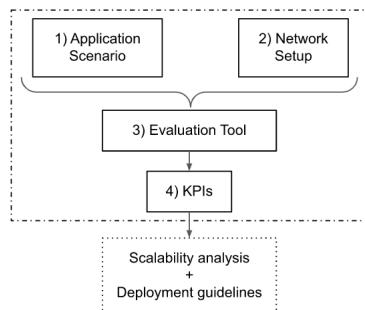 1) Application
Scenario
2) Network
Setup
3) Evaluation Tool
4) KPIs
Scalability analysis
+
Deployment guidelines